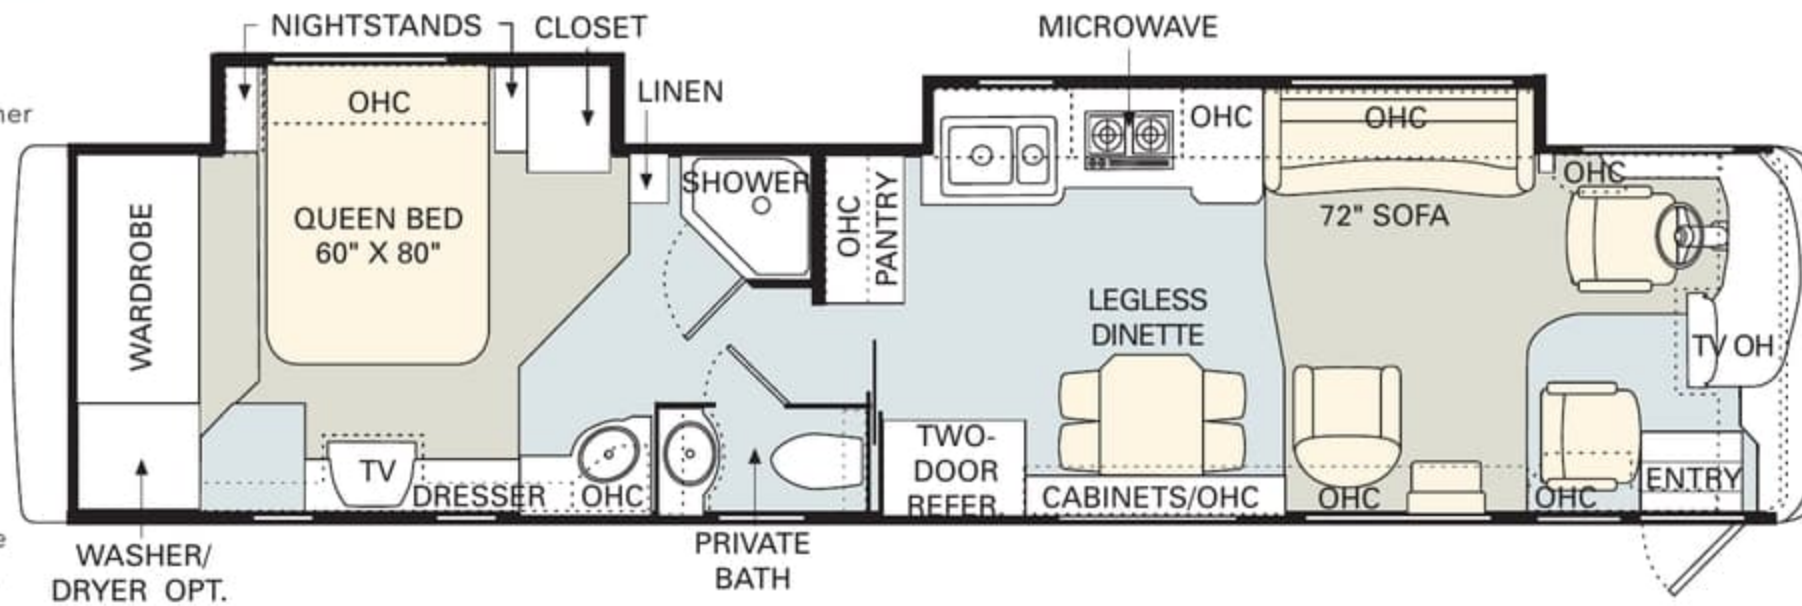 NIGHTSTANDS
CLOSET
MICROWAVE
LINEN
OHC
OHC
OHC
SHOWER
OHC
WARDROBE
QUEEN BED
60" X 80"
OHC
PANTRY
72" SOFA
LEGLESS
DINETTE
TV OH
TWO-
DOOR
REFER.
TV
DRESSER
OHC
CABINETS/OHC
OHC
OHC
ENTRY
WASHER/
DRYER OPT.
PRIVATE
BATH